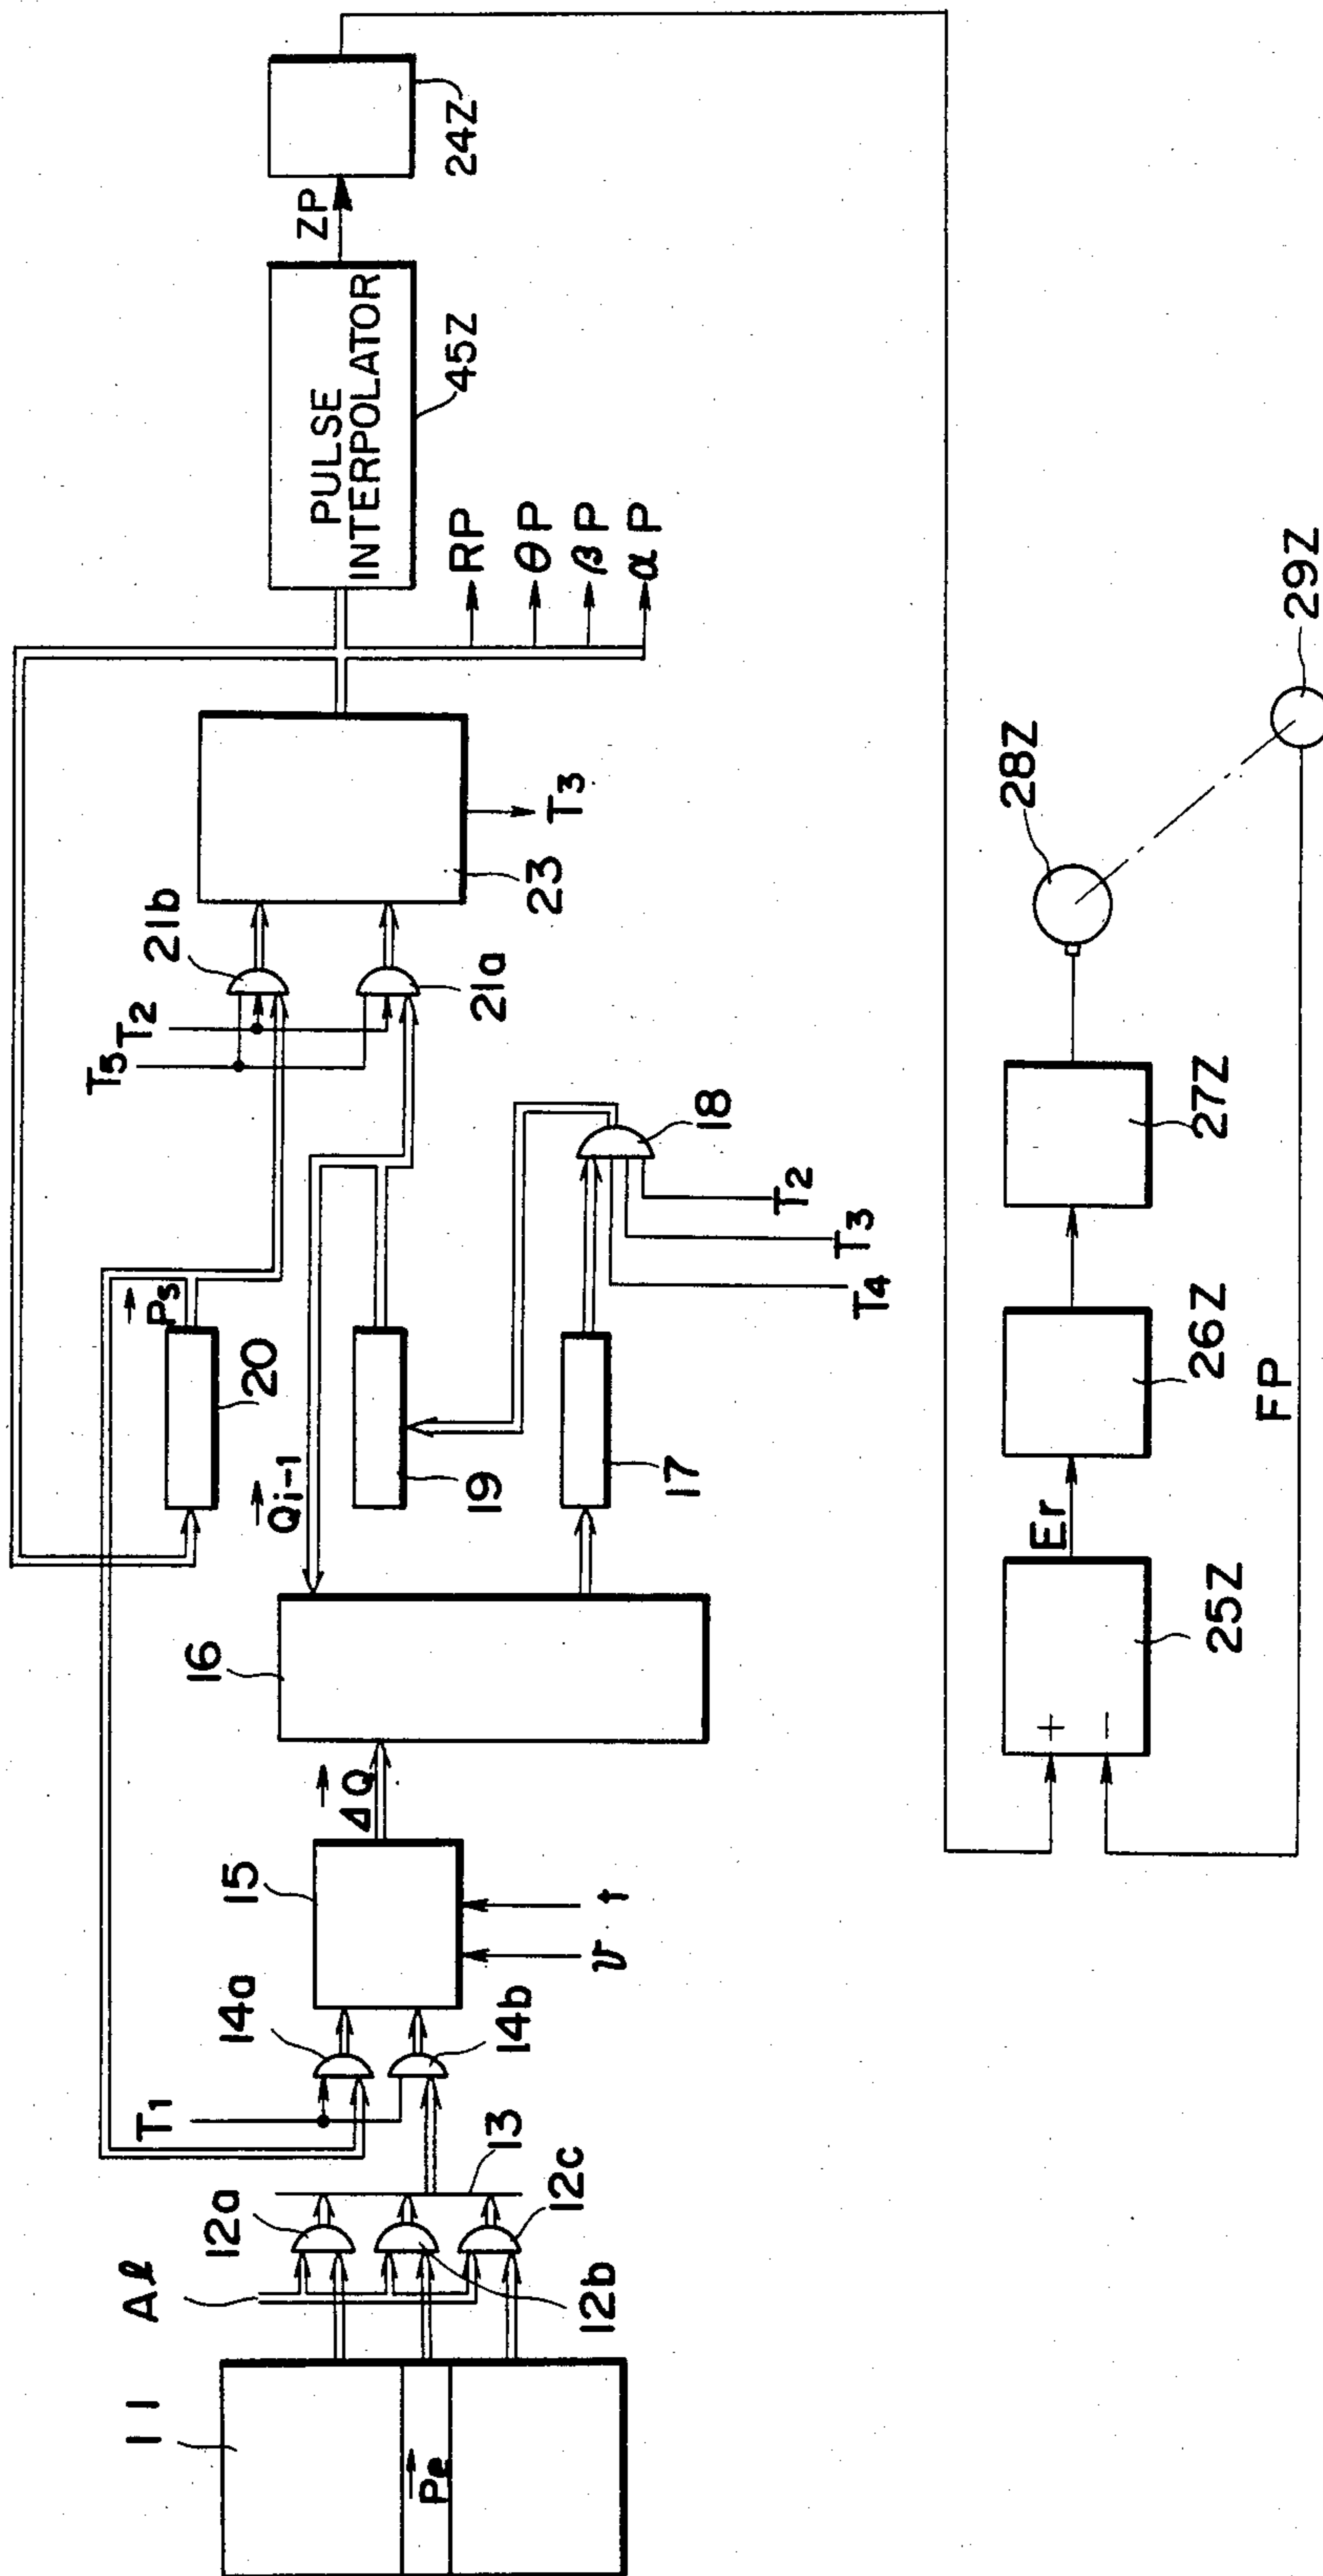 11
Pe
Al
12a
12b
12c
13
T1
14a
14b
15
v
t
ΔQ
16
Qi-1
17
18
19
20
Ps
T2
T3
T4
T5
T2
21b
21a
23
T3
RP
θP
βP
αP
PULSE
INTERPOLATOR
45Z
ZP
24Z
+
−
25Z
Er
26Z
27Z
28Z
29Z
FP